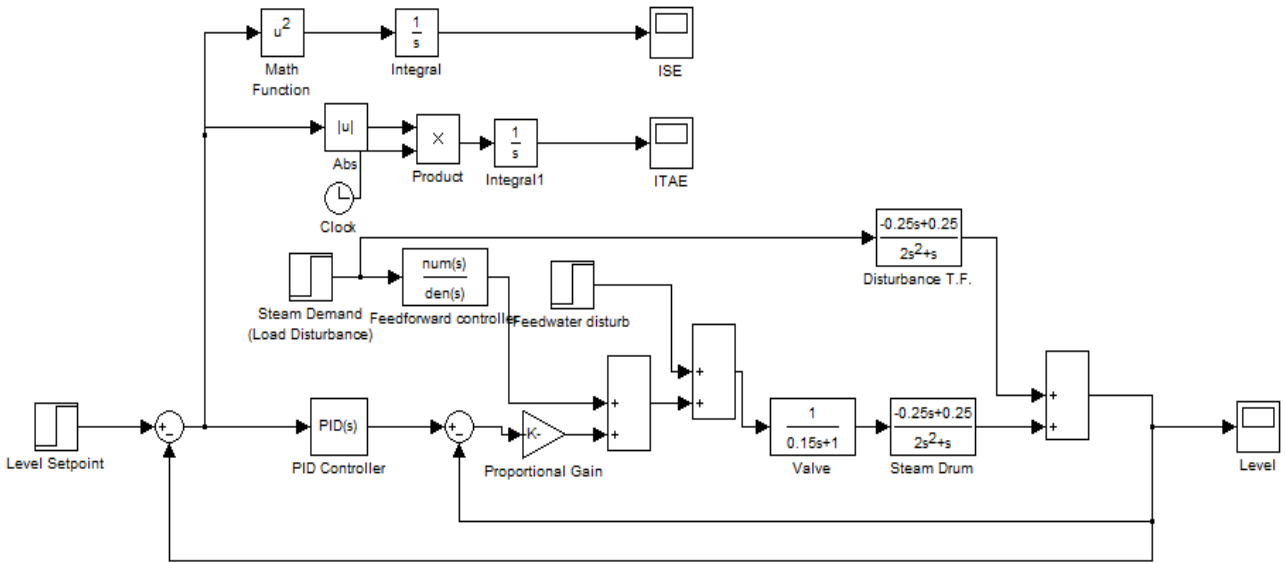 u2
Math
Function
1
s
Integral
ISE
|u|
Abs
×
Product
1
s
Integral1
ITAE
Clock
Steam Demand
(Load Disturbance)
num(s)
den(s)
Feedforward controller
Feedwater disturb
-0.25s+0.25
2s2+s
Disturbance T.F.
Level Setpoint
+
−
PID(s)
PID Controller
+
−
-K-
Proportional Gain
+
+
+
+
1
0.15s+1
Valve
-0.25s+0.25
2s2+s
Steam Drum
+
+
Level